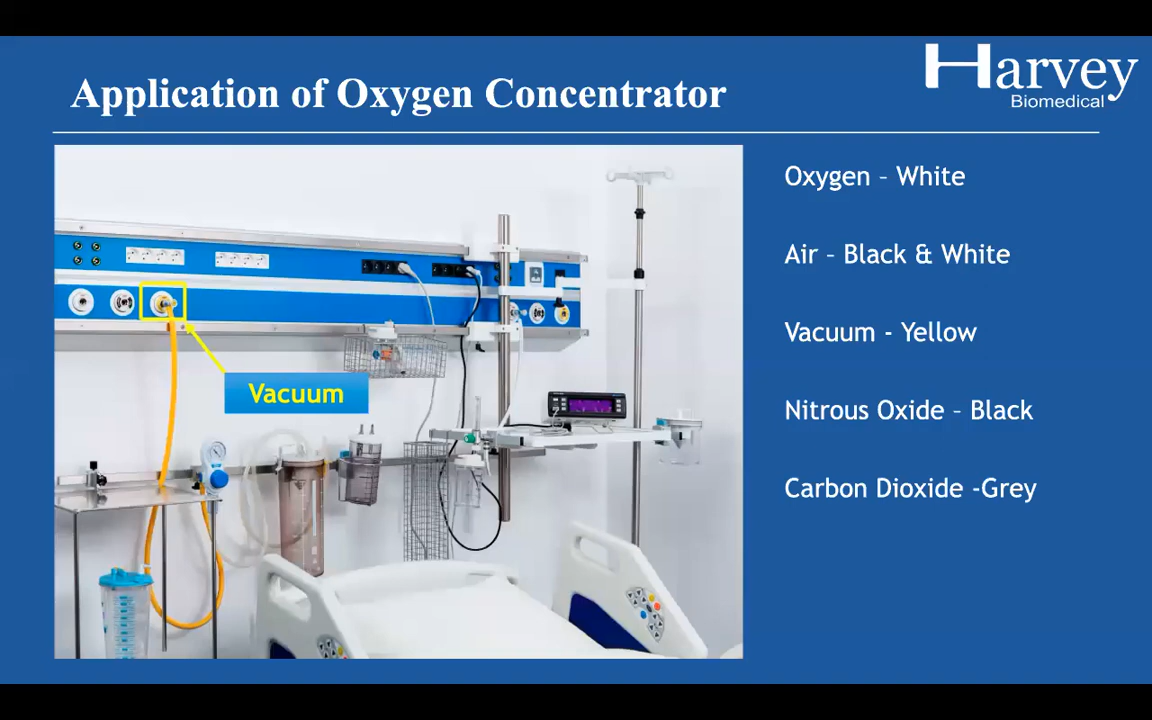 Application of Oxygen Concentrator
Harvey
Biomedical
Vacuum
Oxygen – White
Air – Black & White
Vacuum - Yellow
Nitrous Oxide – Black
Carbon Dioxide -Grey